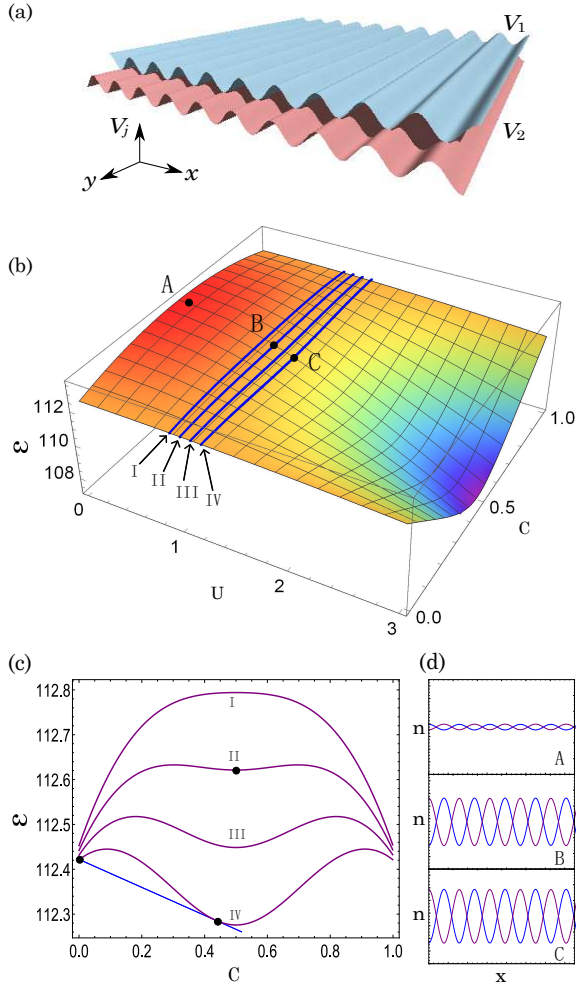 (a)
V1
V2
Vj
y
x
(b)
A
B
C
ε
112
110
108
I
II
III
IV
0
1
2
3
U
0.0
0.5
1.0
C
(c)
(d)
ε
112.8
112.7
112.6
112.5
112.4
112.3
I
II
III
IV
0.0 0.2 0.4 0.6 0.8 1.0
C
n
A
n
B
n
C
x